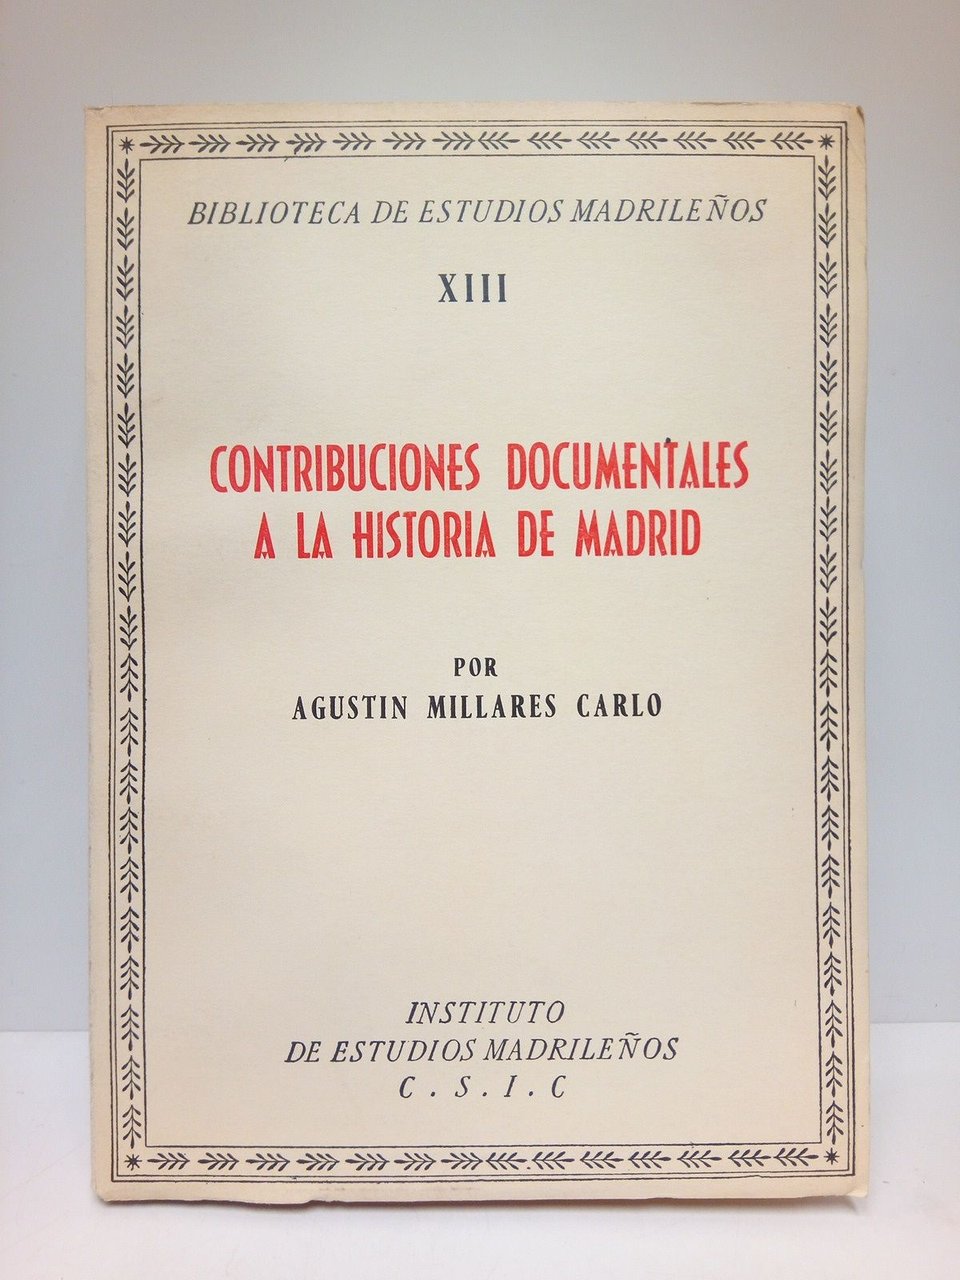 BIBLIOTECA DE ESTUDIOS MADRILEÑOS
XIII
CONTRIBUCIONES DOCUMENTALES
A LA HISTORIA DE MADRID
POR
AGUSTIN MILLARES CARLO
INSTITUTO
DE ESTUDIOS MADRILEÑOS
C . S . I . C